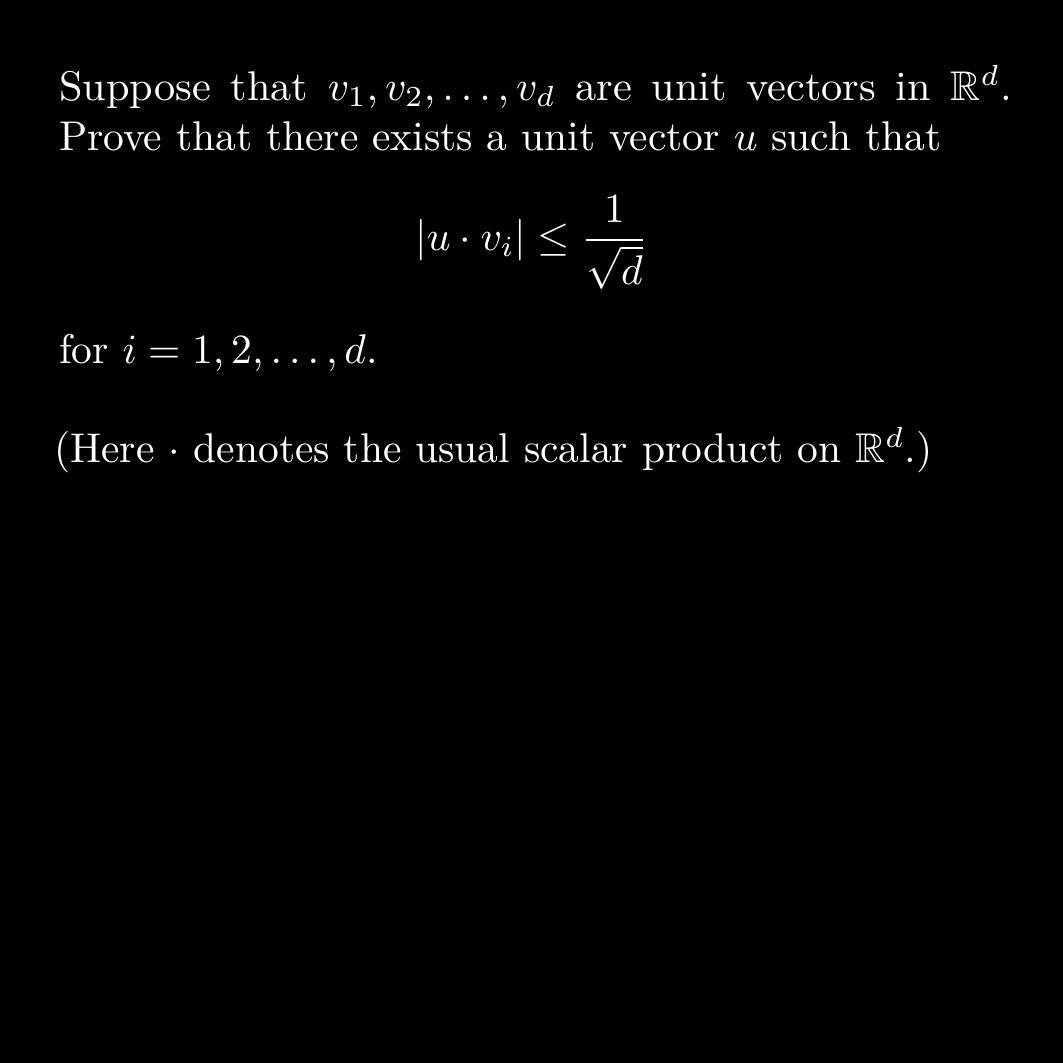 Suppose that $v_1, v_2, \ldots, v_d$ are unit vectors in $\mathbb{R}^d$.
Prove that there exists a unit vector $u$ such that
$$|u \cdot v_i| \leq \frac{1}{\sqrt{d}}$$
for $i = 1, 2, \ldots, d$.
(Here $\cdot$ denotes the usual scalar product on $\mathbb{R}^d$.)